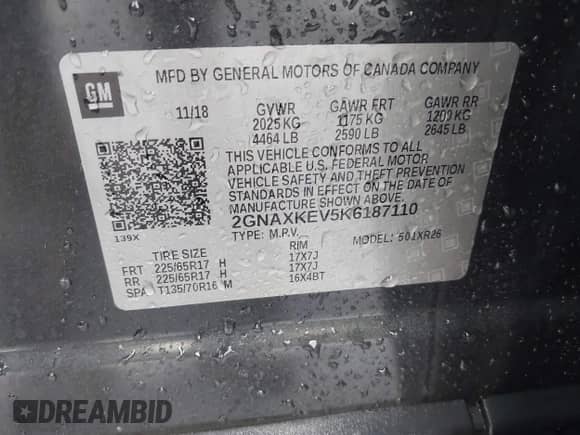 GM
MFD BY GENERAL MOTORS OF CANADA COMPANY
11/18 GVWR GAWR FRT GAWR RR
2025 KG 1175 KG 1200 KG
4464 LB 2590 LB 2645 LB
THIS VEHICLE CONFORMS TO ALL
APPLICABLE U.S. FEDERAL MOTOR
VEHICLE SAFETY AND THEFT PREVENTION
STANDARDS IN EFFECT ON THE DATE OF
MANUFACTURE SHOWN ABOVE.
2GNAXKEV5K6187110
139X TYPE: M.P.V. MODEL: 501XR26
TIRE SIZE RIM
FRT 225/65R17 H 17X7J
RR 225/65R17 H 17X7J
SPA T135/70R16 M 16X4BT
DREAMBID